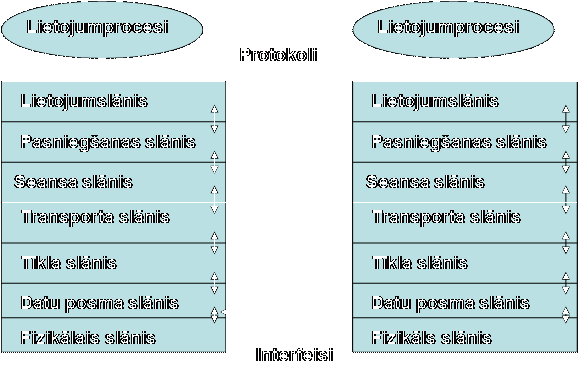 Lietojumprocesi
Lietojumprocesi
Protokoli
Lietojumslānis
Lietojumslānis
Pasniegšanas slānis
Pasniegšanas slānis
Seansa slānis
Seansa slānis
Transporta slānis
Transporta slānis
Tīkla slānis
Tīkla slānis
Datu posma slānis
Datu posma slānis
Fizikālais slānis
Fizikāls slānis
Interfeisi